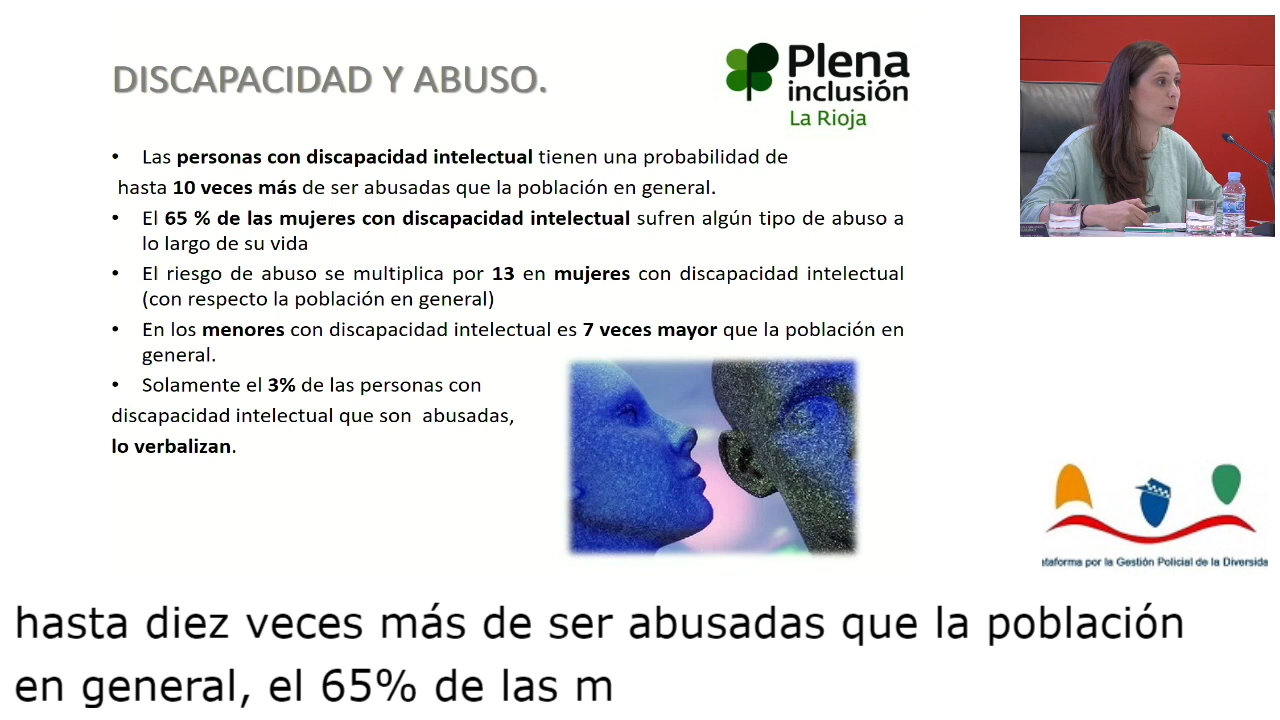 DISCAPACIDAD Y ABUSO.
Plena
inclusión
La Rioja
• Las personas con discapacidad intelectual tienen una probabilidad de
hasta 10 veces más de ser abusadas que la población en general.
• El 65 % de las mujeres con discapacidad intelectual sufren algún tipo de abuso a
lo largo de su vida
• El riesgo de abuso se multiplica por 13 en mujeres con discapacidad intelectual
(con respecto la población en general)
• En los menores con discapacidad intelectual es 7 veces mayor que la población en
general.
• Solamente el 3% de las personas con
discapacidad intelectual que son abusadas,
lo verbalizan.
ataforma por la Gestión Policial de la Diversida
hasta diez veces más de ser abusadas que la población
en general, el 65% de las m